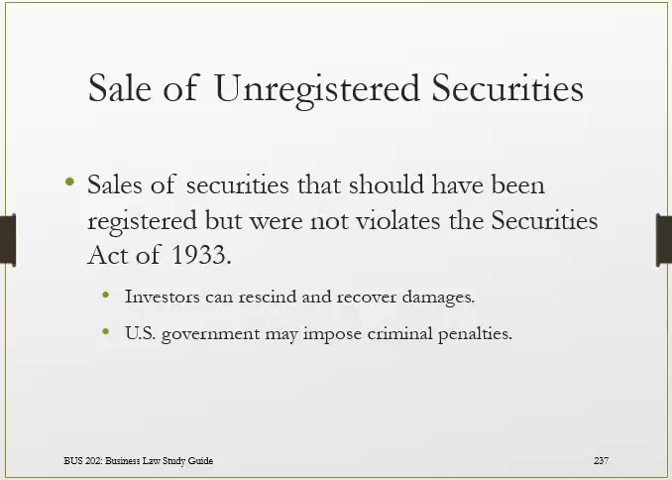 Sale of Unregistered Securities
• Sales of securities that should have been
registered but were not violates the Securities
Act of 1933.
• Investors can rescind and recover damages.
• U.S. government may impose criminal penalties.
BUS 202: Business Law Study Guide
237